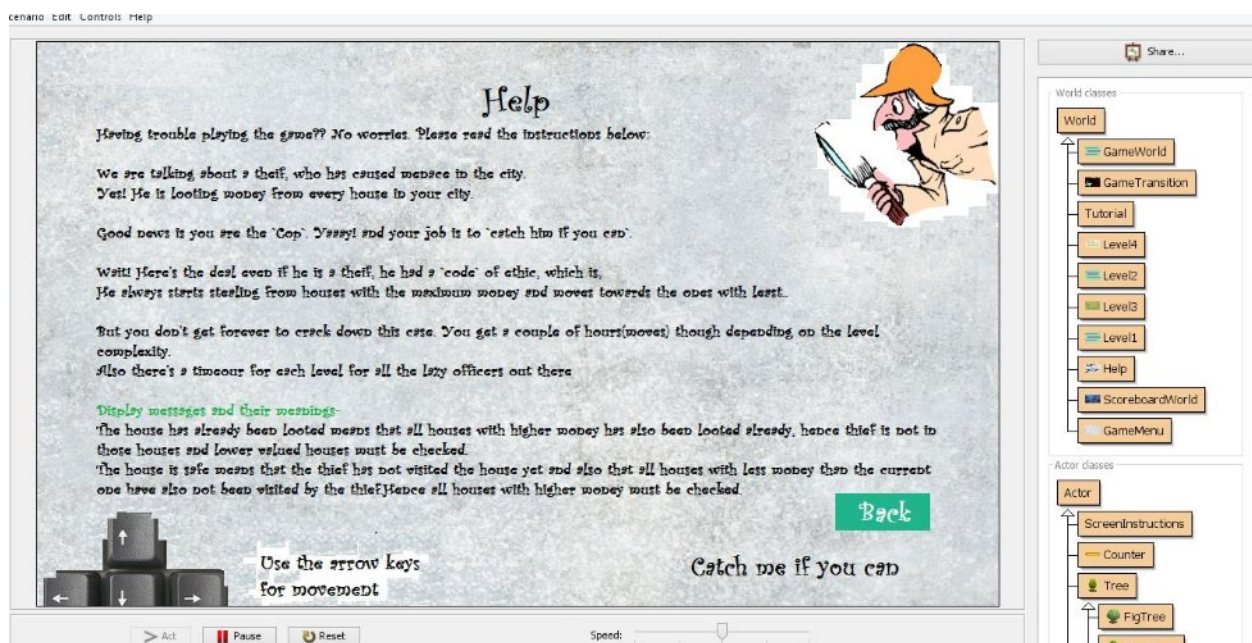 cenario Edit Controls Help
Share...
Help
Having trouble playing the game?? No worries. Please read the instructions below:
We are talking about a theif, who has caused menace in the city.
Yes! He is looting money from every house in your city.
Good news is you are the `Cop`. Yaaay! and your job is to `catch him if you can`.
Wait! Here's the deal even if he is a theif, he had a `code` of ethic, which is,
He always starts stealing from houses with the maximum money and moves towards the ones with least..
But you don't get forever to crack down this case. You get a couple of hours(moves) though depending on the level
complexity.
Also there's a timeour for each level for all the lazy officers out there
Display messages and their meanings-
The house has already been looted means that all houses with higher money has also been looted already, hence thief is not in
those houses and lower valued houses must be checked.
The house is safe means that the thief has not visited the house yet and also that all houses with less money than the current
one have also not been visited by the thief.Hence all houses with higher money must be checked.
Back
Use the arrow keys
for movement
Catch me if you can
World classes
World
GameWorld
GameTransition
Tutorial
Level4
Level2
Level3
Level1
Help
ScoreboardWorld
GameMenu
Actor classes
Actor
ScreenInstructions
Counter
Tree
FigTree
Act
Pause
Reset
Speed: